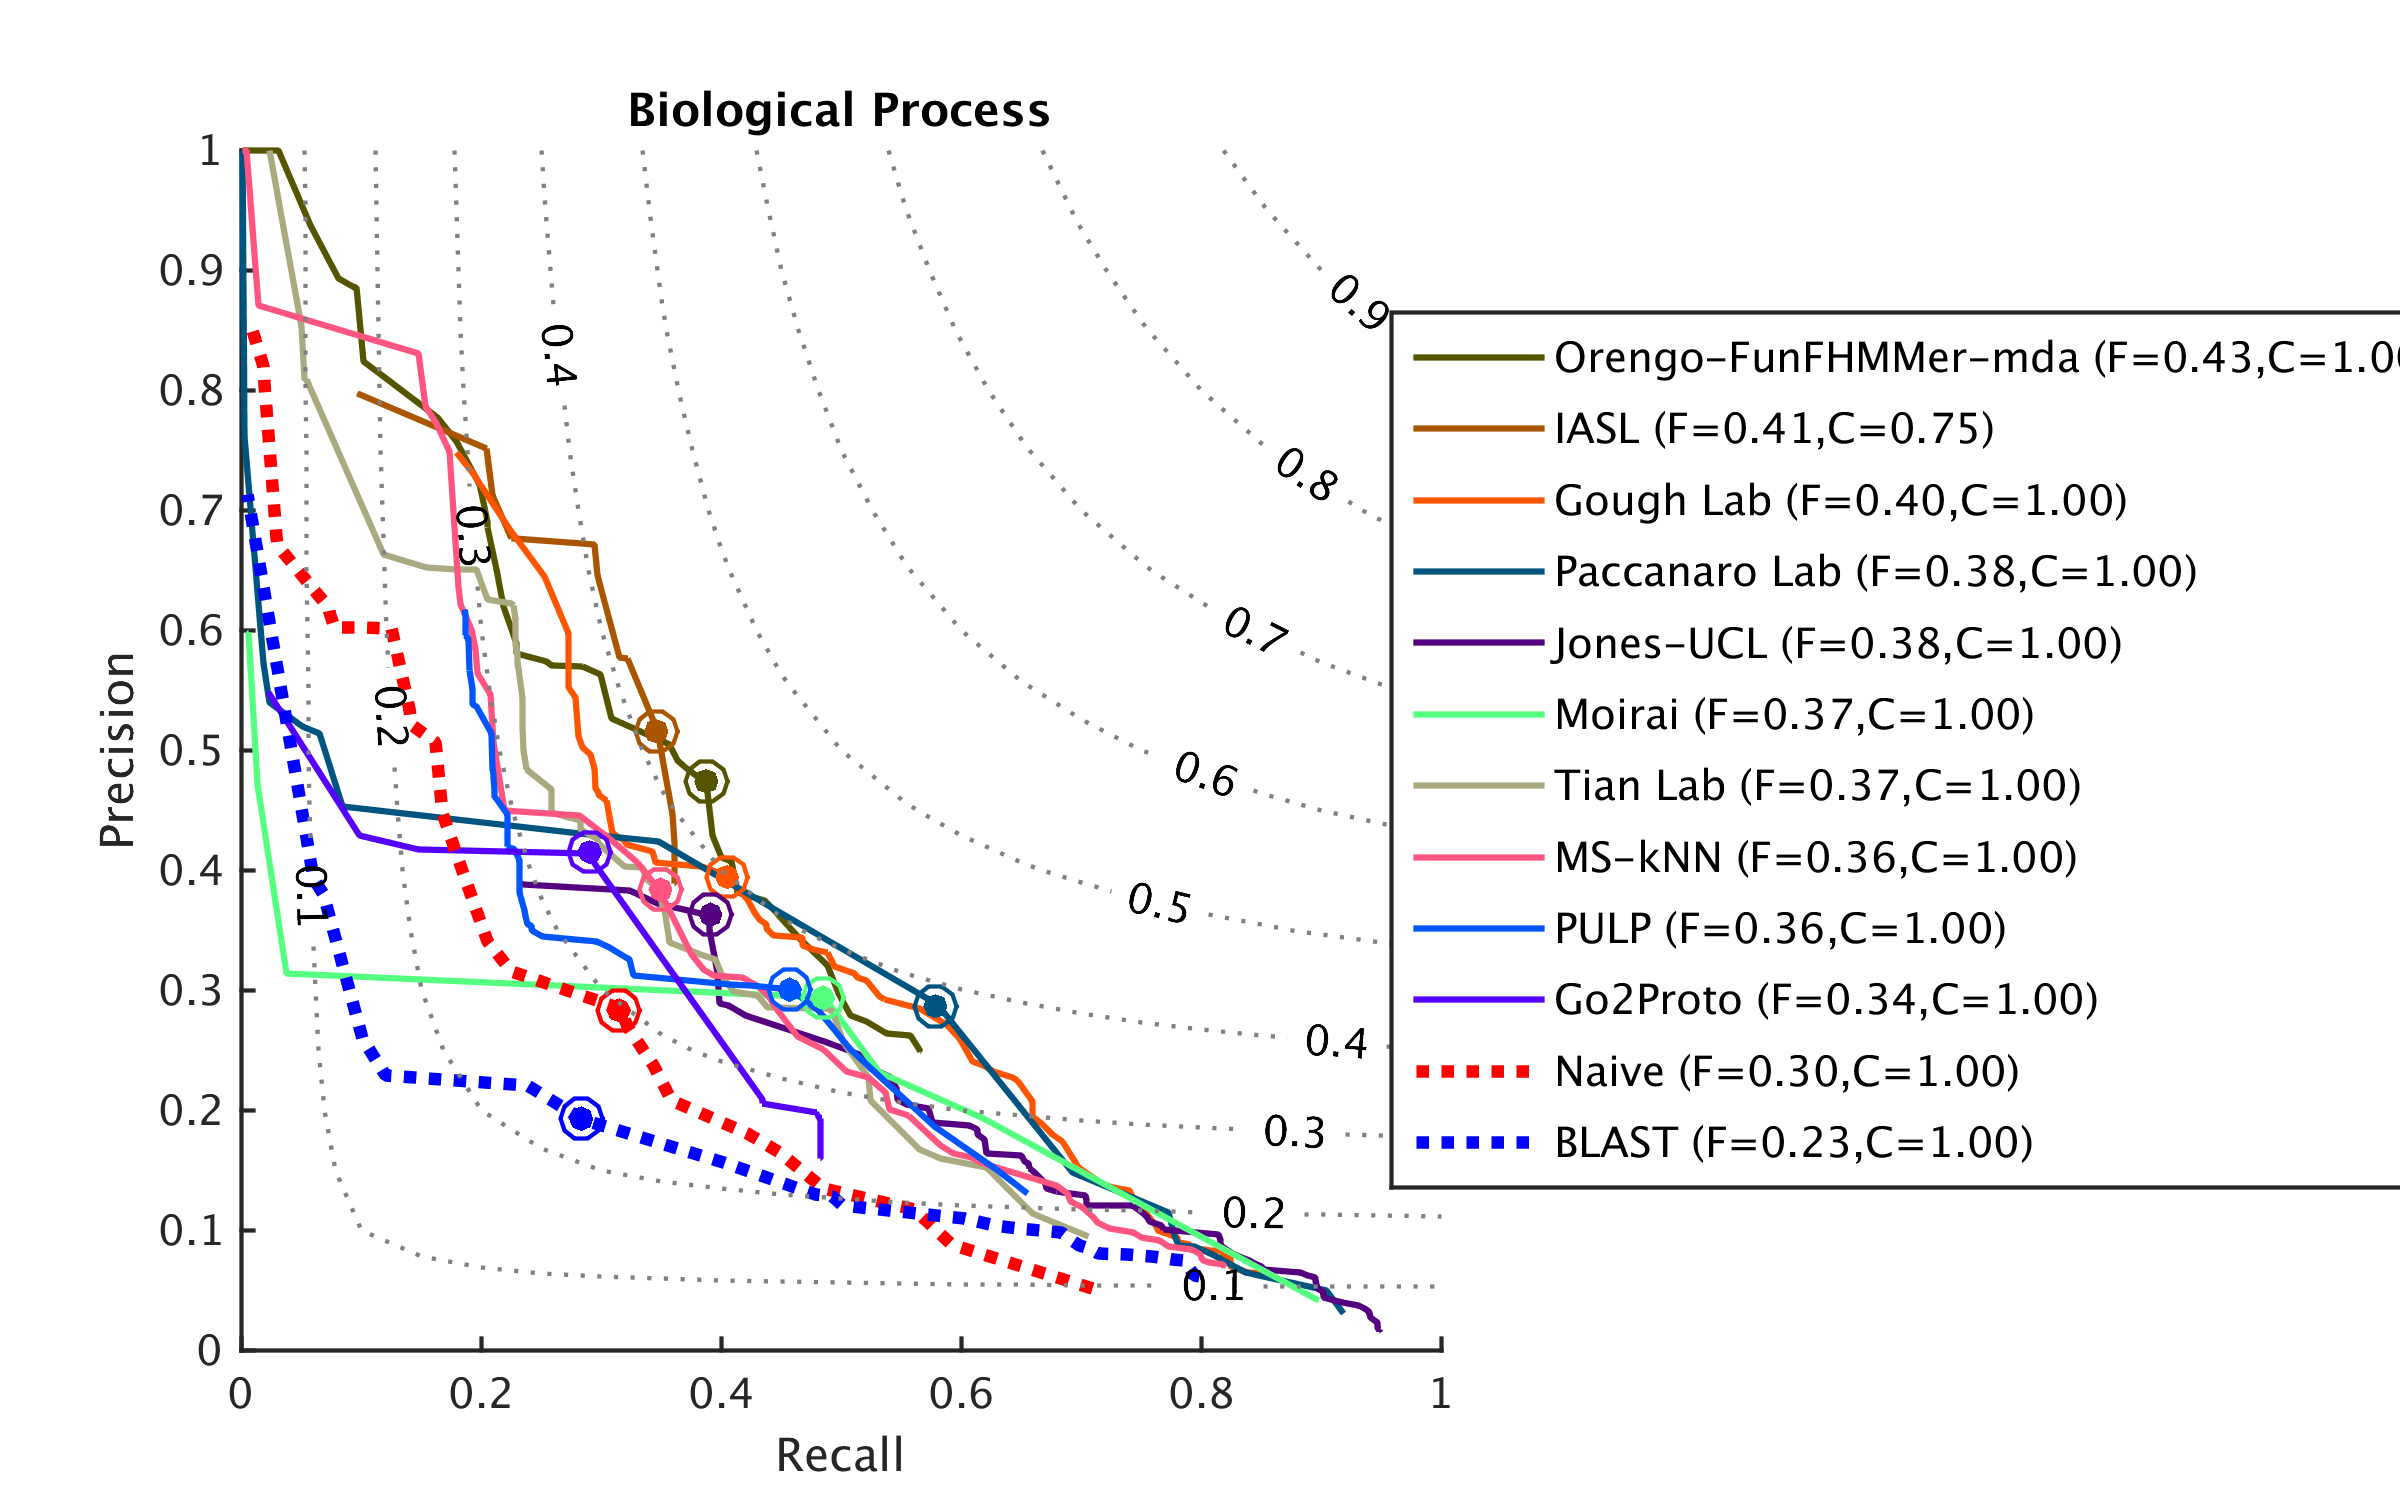 Biological Process
1
0.9
0.8
0.7
0.6
0.5
0.4
0.3
0.2
0.1
0
Precision
0 0.2 0.4 0.6 0.8 1
Recall
0.4
0.3
0.2
0.1
0.9
0.8
0.7
0.6
0.5
0.4
0.3
0.2
0.1
Orengo-FunFHMMer-mda (F=0.43,C=1.00
IASL (F=0.41,C=0.75)
Gough Lab (F=0.40,C=1.00)
Paccanaro Lab (F=0.38,C=1.00)
Jones-UCL (F=0.38,C=1.00)
Moirai (F=0.37,C=1.00)
Tian Lab (F=0.37,C=1.00)
MS-kNN (F=0.36,C=1.00)
PULP (F=0.36,C=1.00)
Go2Proto (F=0.34,C=1.00)
Naive (F=0.30,C=1.00)
BLAST (F=0.23,C=1.00)